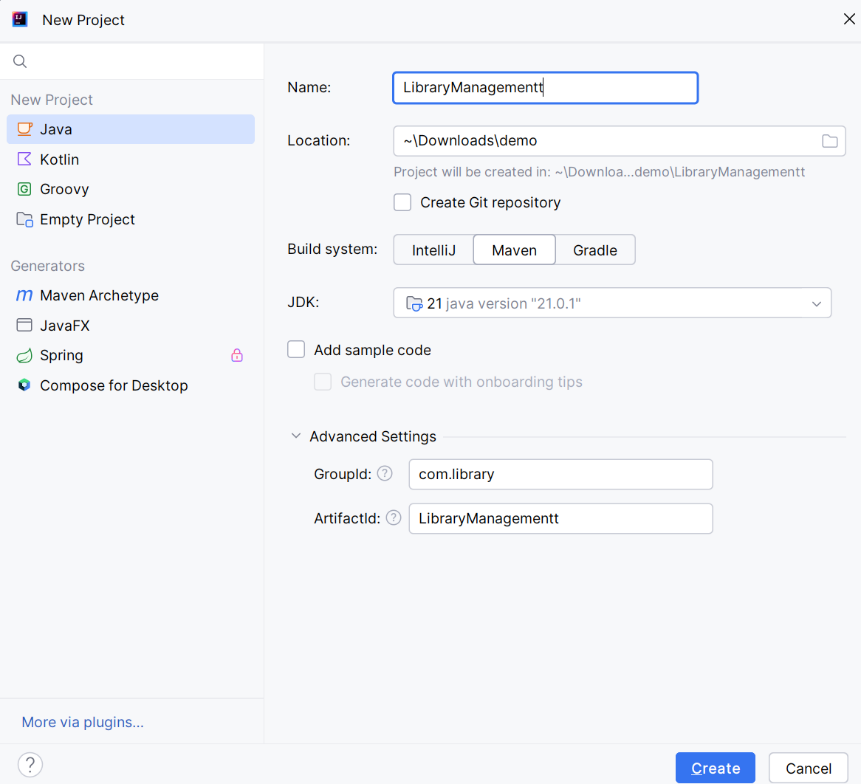 New Project
New Project
Java
Kotlin
Groovy
Empty Project
Generators
Maven Archetype
JavaFX
Spring
Compose for Desktop
More via plugins...
Name: LibraryManagementt
Location: ~\Downloads\demo
Project will be created in: ~\Downloa...demo\LibraryManagementt
Create Git repository
Build system: IntelliJ Maven Gradle
JDK: 21 java version "21.0.1"
Add sample code
Generate code with onboarding tips
Advanced Settings
GroupId: ? com.library
ArtifactId: ? LibraryManagementt
? Create Cancel